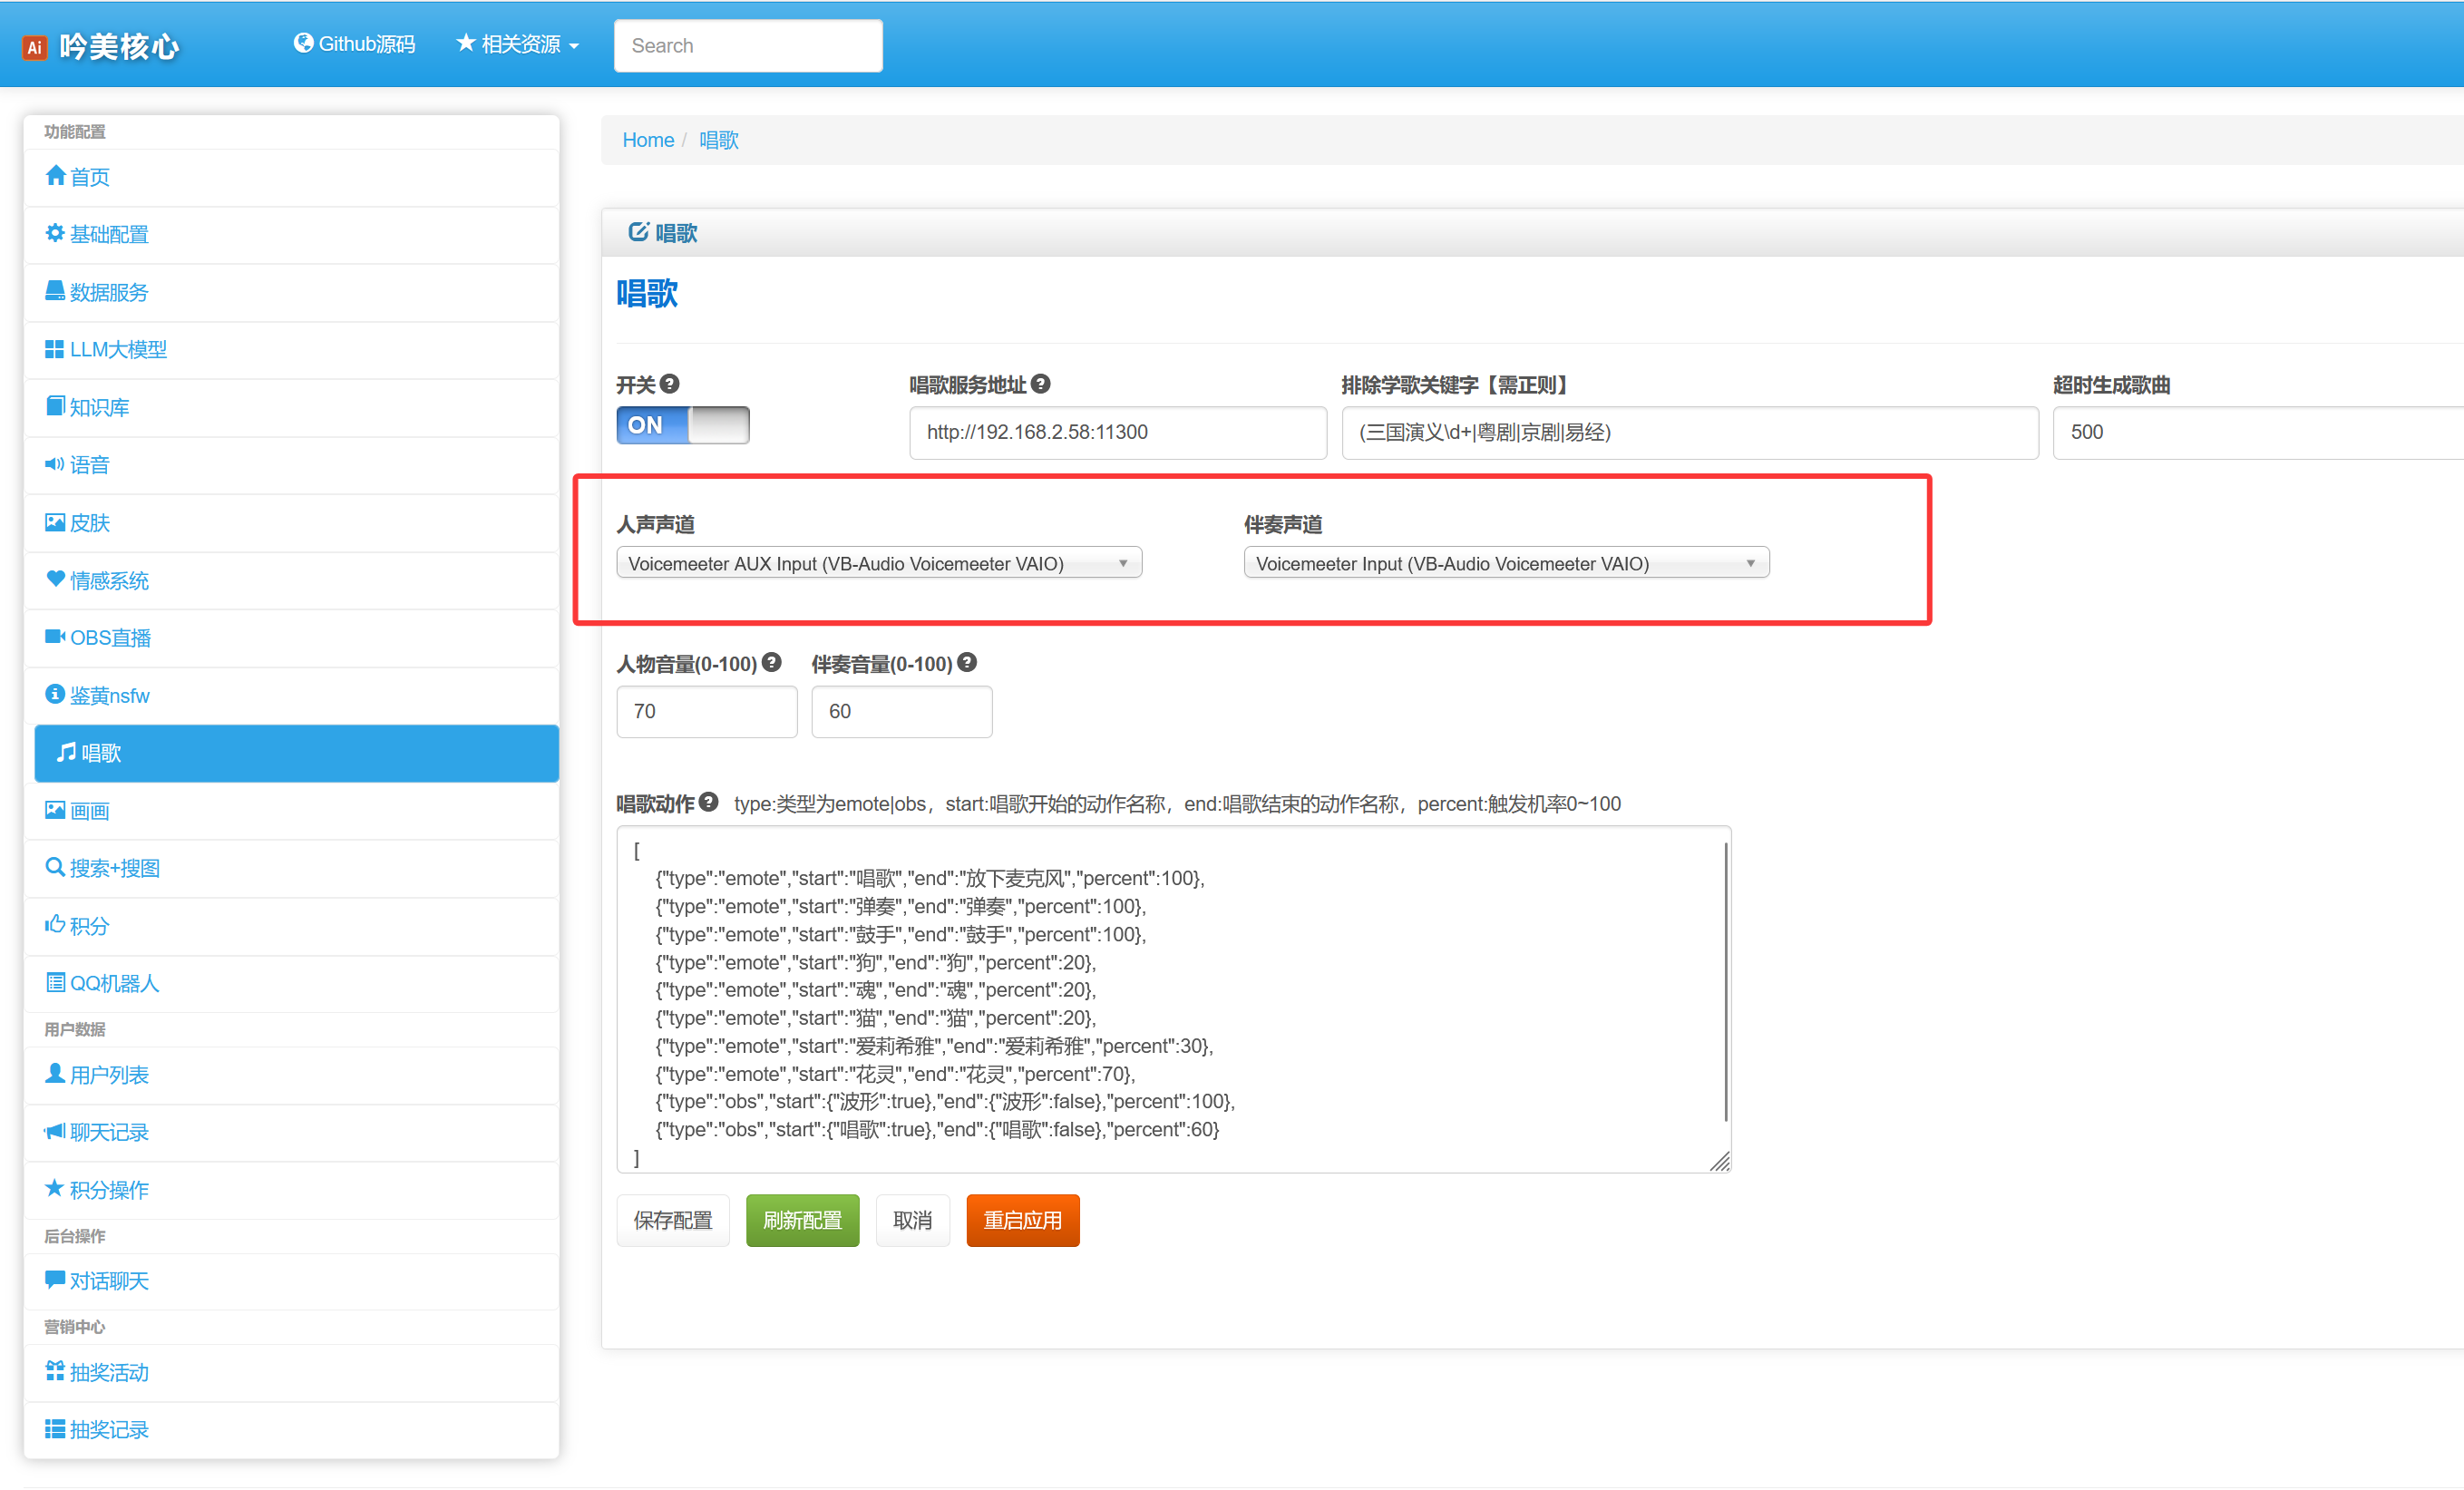 Ai 吟美核心 Github源码 相关资源 Search
功能配置
首页
基础配置
数据服务
LLM大模型
知识库
语音
皮肤
情感系统
OBS直播
鉴黄nsfw
唱歌
画画
搜索+搜图
积分
QQ机器人
用户数据
用户列表
聊天记录
积分操作
后台操作
对话聊天
营销中心
抽奖活动
抽奖记录
Home / 唱歌
唱歌
唱歌
开关 唱歌服务地址 排除学歌关键字【需正则】 超时生成歌曲
ON http://192.168.2.58:11300 (三国演义\d+|粤剧|京剧|易经) 500
人声声道 伴奏声道
Voicemeeter AUX Input (VB-Audio Voicemeeter VAIO) Voicemeeter Input (VB-Audio Voicemeeter VAIO)
人物音量(0-100) 伴奏音量(0-100)
70 60
唱歌动作 type:类型为emote|obs，start:唱歌开始的动作名称，end:唱歌结束的动作名称，percent:触发机率0~100
[
{"type":"emote","start":"唱歌","end":"放下麦克风","percent":100},
{"type":"emote","start":"弹奏","end":"弹奏","percent":100},
{"type":"emote","start":"鼓手","end":"鼓手","percent":100},
{"type":"emote","start":"狗","end":"狗","percent":20},
{"type":"emote","start":"魂","end":"魂","percent":20},
{"type":"emote","start":"猫","end":"猫","percent":20},
{"type":"emote","start":"爱莉希雅","end":"爱莉希雅","percent":30},
{"type":"emote","start":"花灵","end":"花灵","percent":70},
{"type":"obs","start":{"波形":true},"end":{"波形":false},"percent":100},
{"type":"obs","start":{"唱歌":true},"end":{"唱歌":false},"percent":60}
]
保存配置 刷新配置 取消 重启应用